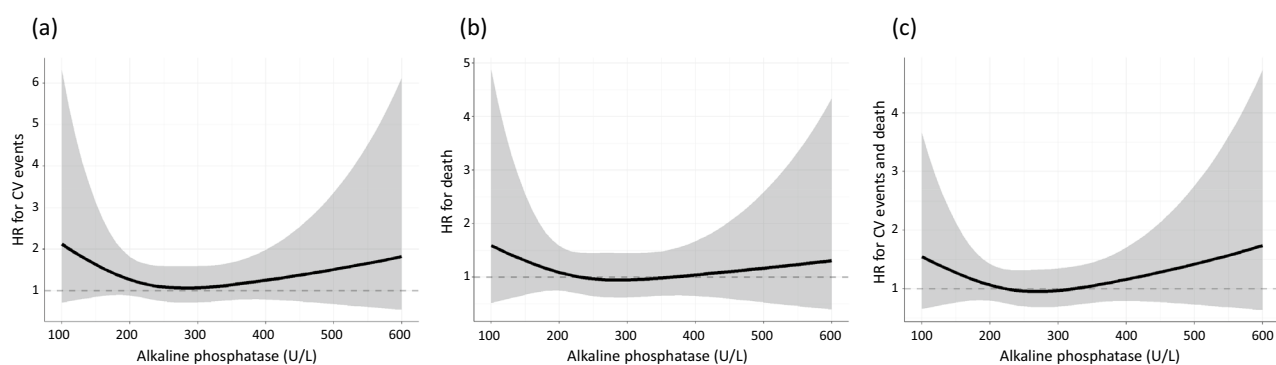 (a)
HR for CV events
6
5
4
3
2
1
100 200 300 400 500 600
Alkaline phosphatase (U/L)
(b)
HR for death
5
4
3
2
1
100 200 300 400 500 600
Alkaline phosphatase (U/L)
(c)
HR for CV events and death
4
3
2
1
100 200 300 400 500 600
Alkaline phosphatase (U/L)